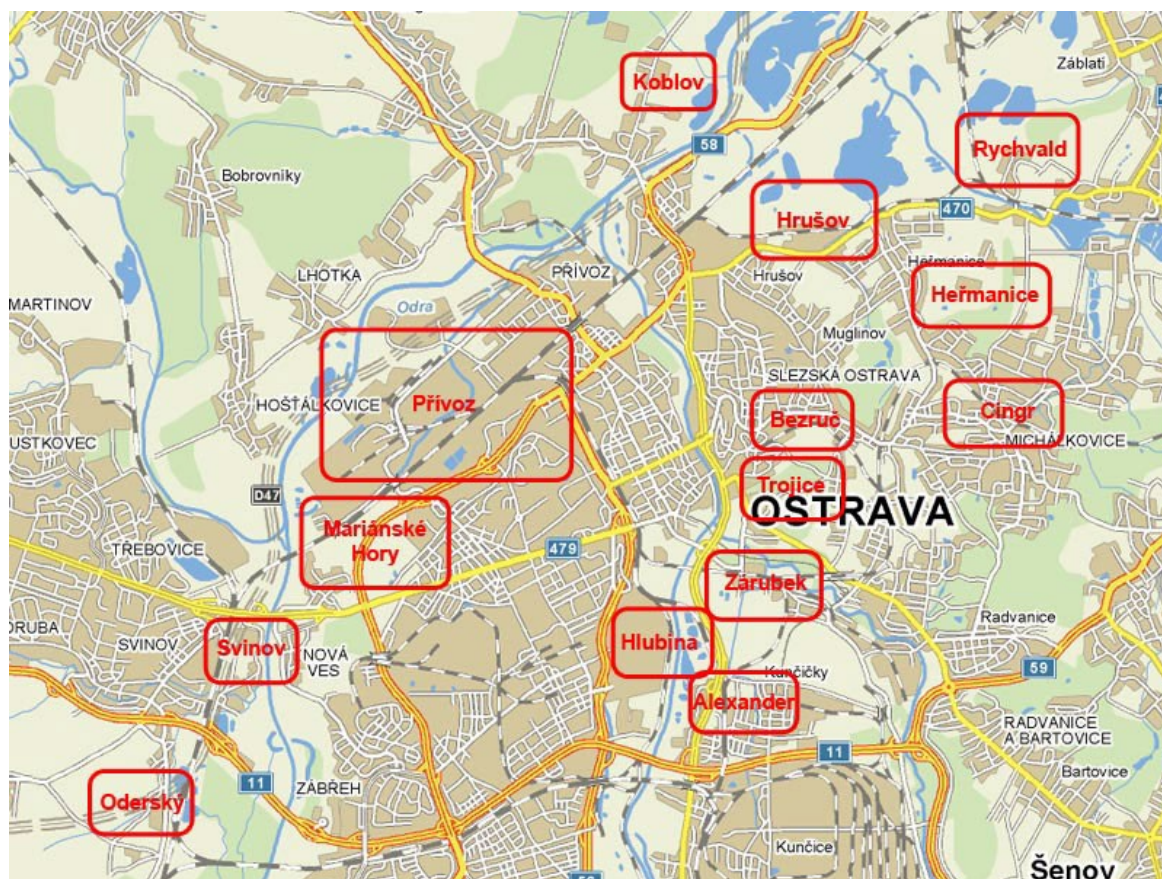 Koblov
Záblatí
58
Rychvald
Bobrovníky
470
Hrušov
Heřmanice
PŘÍVOZ
Hrušov
LHOTKA
Heřmanice
MARTINOV
Odra
Muglinov
SLEZSKÁ OSTRAVA
Přívoz
HOŠŤÁLKOVICE
Cingr
Bezruč
USTKOVEC
MICHÁLKOVICE
Trojice
D47
OSTRAVA
Mariánské
Hory
TŘEBOVICE
479
Zárubek
Radvanice
ORUBA
SVINOV
Svinov
NOVÁ
VES
Hlubina
59
Kunčičky
Alexander
RADVANICE
A BARTOVICE
11
Bartovice
11
ZÁBŘEH
Oderský
Kunčice
Šenov